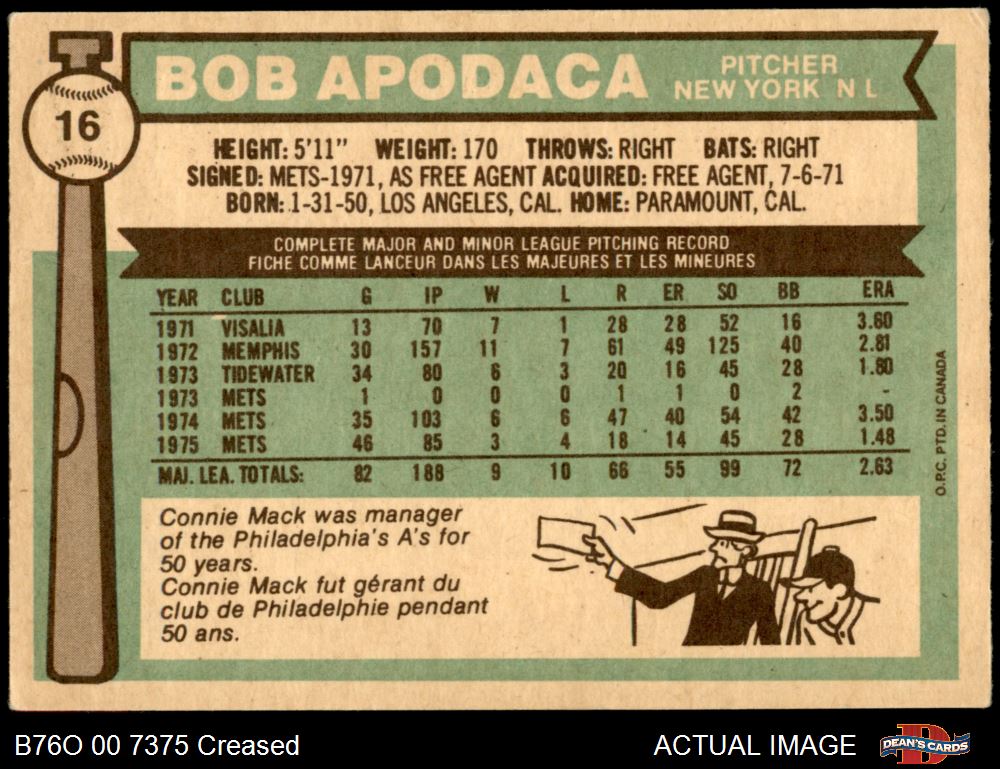 16
BOB APODACA
PITCHER
NEW YORK N L
HEIGHT: 5'11" WEIGHT: 170 THROWS: RIGHT BATS: RIGHT
SIGNED: METS-1971, AS FREE AGENT ACQUIRED: FREE AGENT, 7-6-71
BORN: 1-31-50, LOS ANGELES, CAL. HOME: PARAMOUNT, CAL.
COMPLETE MAJOR AND MINOR LEAGUE PITCHING RECORD
FICHE COMME LANCEUR DANS LES MAJEURES ET LES MINEURES
YEAR CLUB G IP W L R ER SO BB ERA
1971 VISALIA 13 70 7 1 28 28 52 16 3.60
1972 MEMPHIS 30 157 11 7 61 49 125 40 2.81
1973 TIDEWATER 34 80 6 3 20 16 45 28 1.80
1973 METS 1 0 0 0 1 1 0 2 -
1974 METS 35 103 6 6 47 40 54 42 3.50
1975 METS 46 85 3 4 18 14 45 28 1.48
MAJ. LEA. TOTALS: 82 188 9 10 66 55 99 72 2.63
O.P.C. PTD. IN CANADA
Connie Mack was manager
of the Philadelphia's A's for
50 years.
Connie Mack fut gérant du
club de Philadelphie pendant
50 ans.
B76O 00 7375 Creased
ACTUAL IMAGE
DEAN'S CARDS